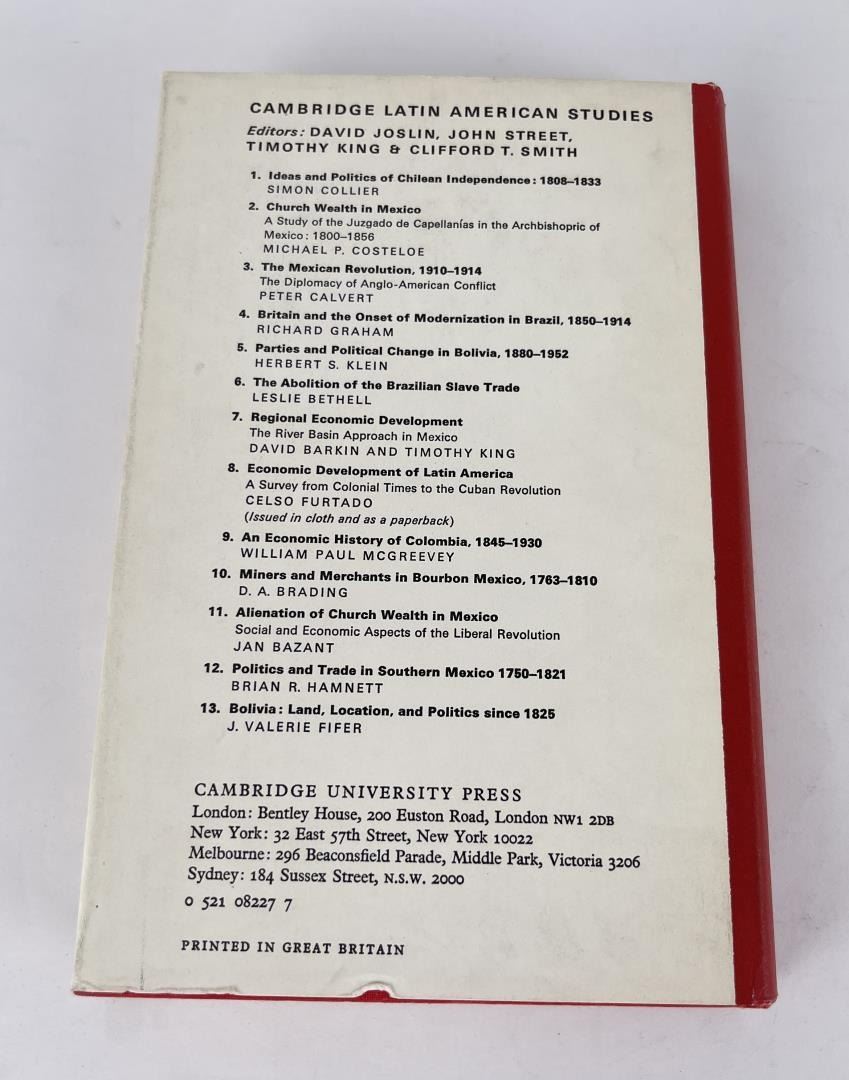 CAMBRIDGE LATIN AMERICAN STUDIES
Editors: DAVID JOSLIN, JOHN STREET,
TIMOTHY KING & CLIFFORD T. SMITH
1. Ideas and Politics of Chilean Independence: 1808–1833
SIMON COLLIER
2. Church Wealth in Mexico
A Study of the Juzgado de Capellanías in the Archbishopric of
Mexico: 1800–1856
MICHAEL P. COSTELOE
3. The Mexican Revolution, 1910–1914
The Diplomacy of Anglo-American Conflict
PETER CALVERT
4. Britain and the Onset of Modernization in Brazil, 1850–1914
RICHARD GRAHAM
5. Parties and Political Change in Bolivia, 1880–1952
HERBERT S. KLEIN
6. The Abolition of the Brazilian Slave Trade
LESLIE BETHELL
7. Regional Economic Development
The River Basin Approach in Mexico
DAVID BARKIN AND TIMOTHY KING
8. Economic Development of Latin America
A Survey from Colonial Times to the Cuban Revolution
CELSO FURTADO
(Issued in cloth and as a paperback)
9. An Economic History of Colombia, 1845–1930
WILLIAM PAUL MCGREEVEY
10. Miners and Merchants in Bourbon Mexico, 1763–1810
D. A. BRADING
11. Alienation of Church Wealth in Mexico
Social and Economic Aspects of the Liberal Revolution
JAN BAZANT
12. Politics and Trade in Southern Mexico 1750–1821
BRIAN R. HAMNETT
13. Bolivia: Land, Location, and Politics since 1825
J. VALERIE FIFER
CAMBRIDGE UNIVERSITY PRESS
London: Bentley House, 200 Euston Road, London NW1 2DB
New York: 32 East 57th Street, New York 10022
Melbourne: 296 Beaconsfield Parade, Middle Park, Victoria 3206
Sydney: 184 Sussex Street, N.S.W. 2000
0 521 08227 7
PRINTED IN GREAT BRITAIN